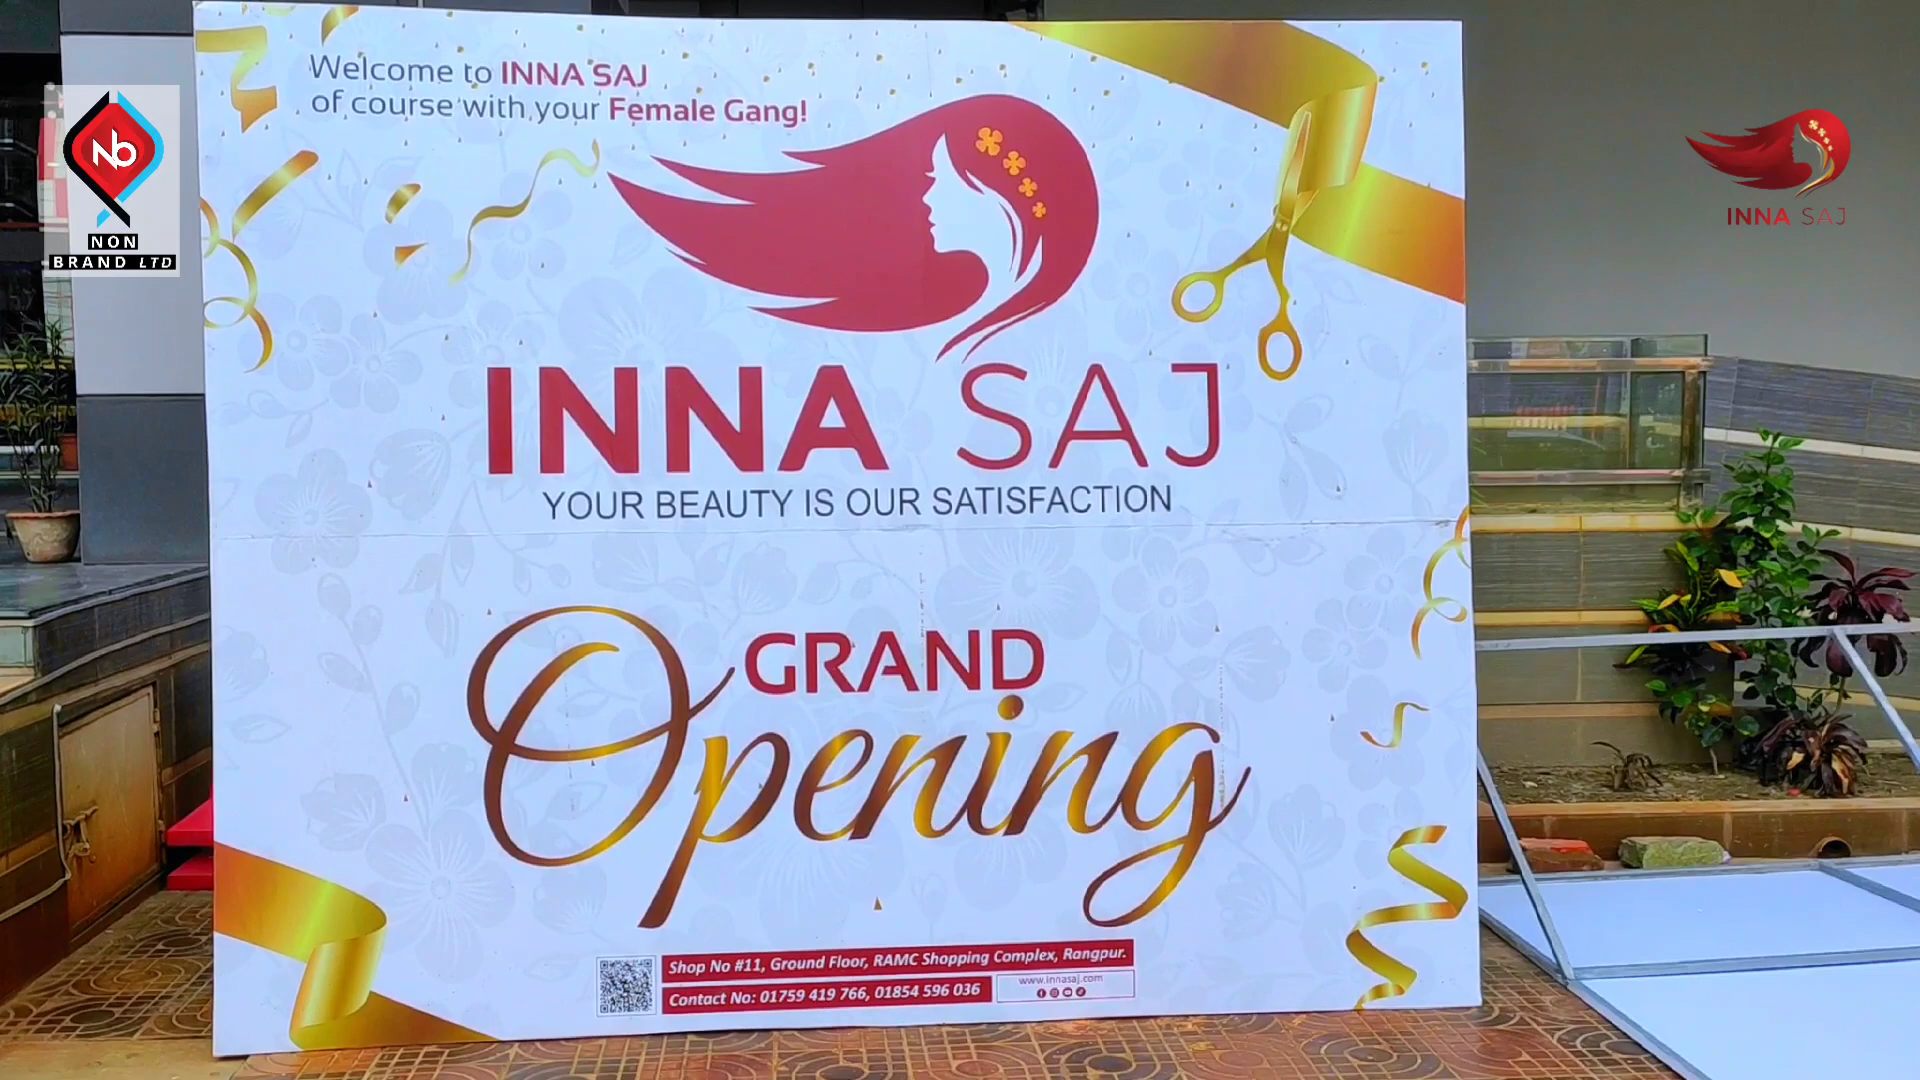 Welcome to INNA SAJ
of course with your Female Gang!
Nb
NON
BRAND LTD
INNA SAJ
INNA SAJ
YOUR BEAUTY IS OUR SATISFACTION
GRAND
Opening
Shop No #11, Ground Floor, RAMC Shopping Complex, Rangpur.
Contact No: 01759 419 766, 01854 596 036
www.innasaj.com